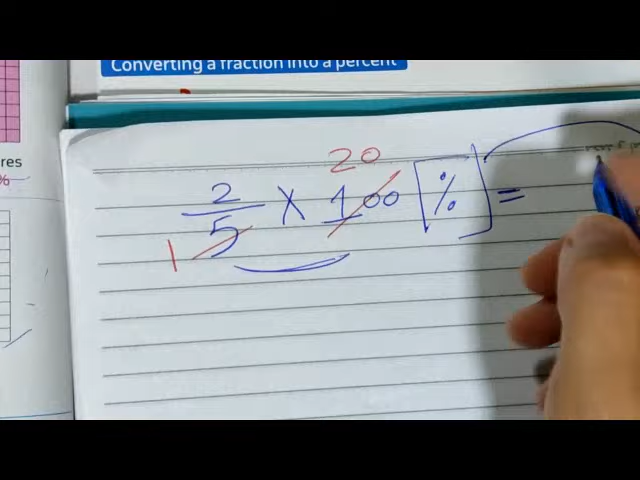 Converting a fraction into a percent
res
%
20
2/5 X 100 [%] =
1